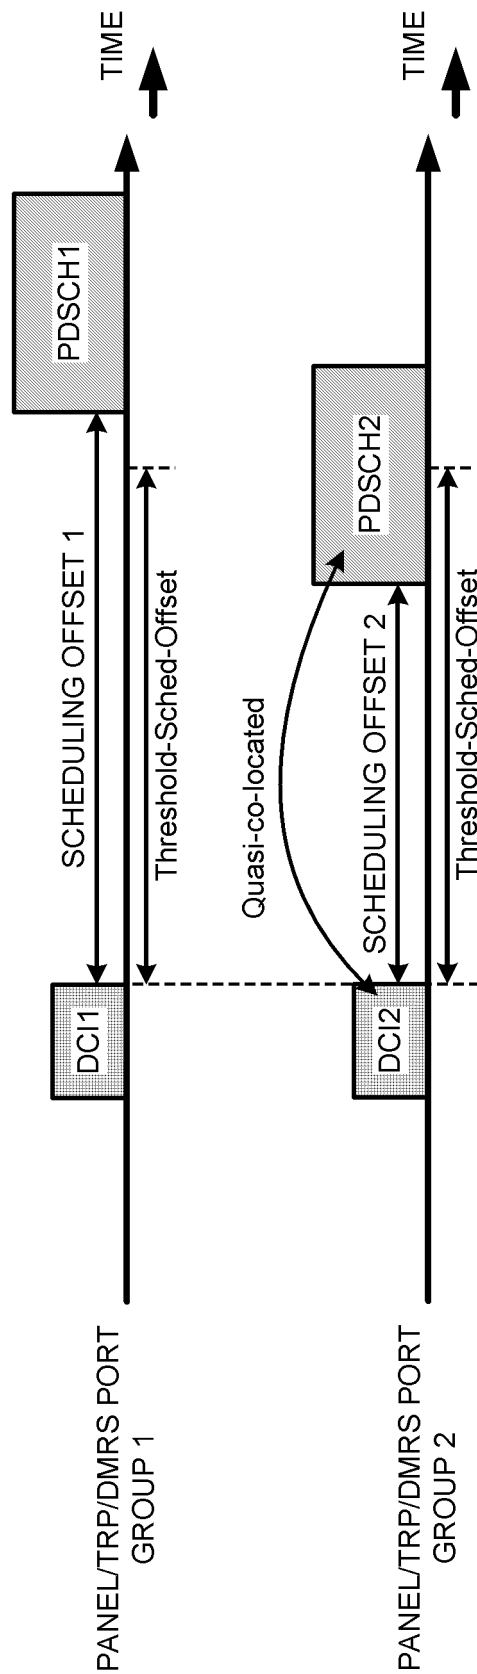 PANEL/TRP/DMRS PORT
GROUP 1
DCI1
SCHEDULING OFFSET 1
Threshold-Sched-Offset
PDSCH1
TIME
PANEL/TRP/DMRS PORT
GROUP 2
DCI2
Quasi-co-located
SCHEDULING OFFSET 2
Threshold-Sched-Offset
PDSCH2
TIME